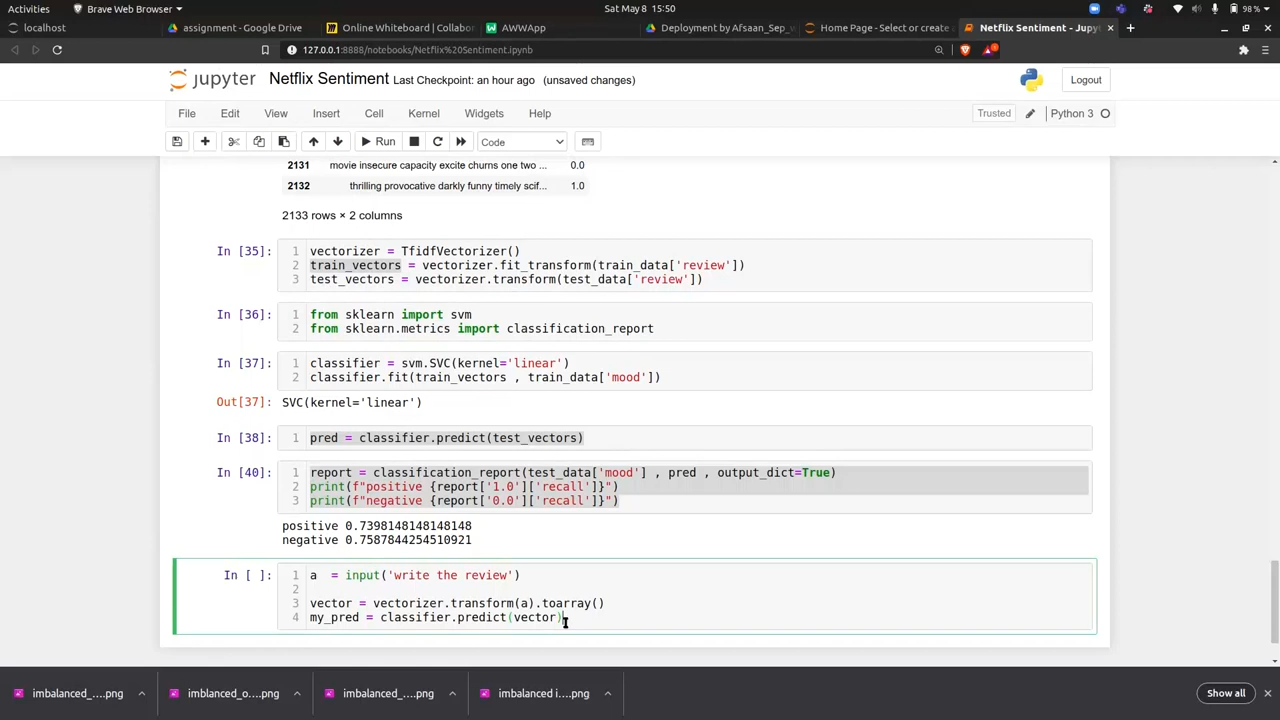 Activities
Brave Web Browser
Sat May 8 15:50
98 %
localhost
assignment - Google Drive
Online Whiteboard | Collabor
AWWApp
Deployment by Afsaan_Sep_
Home Page - Select or create
Netflix Sentiment - Jupy
127.0.0.1:8888/notebooks/Netflix%20Sentiment.ipynb
jupyter Netflix Sentiment Last Checkpoint: an hour ago (unsaved changes)
Logout
File Edit View Insert Cell Kernel Widgets Help
Trusted
Python 3
Run
Code
2131 movie insecure capacity excite churns one two ... 0.0
2132 thrilling provocative darkly funny timely scif... 1.0
2133 rows × 2 columns
In [35]:
1 vectorizer = TfidfVectorizer()
2 train_vectors = vectorizer.fit_transform(train_data['review'])
3 test_vectors = vectorizer.transform(test_data['review'])
In [36]:
1 from sklearn import svm
2 from sklearn.metrics import classification_report
In [37]:
1 classifier = svm.SVC(kernel='linear')
2 classifier.fit(train_vectors , train_data['mood'])
Out[37]: SVC(kernel='linear')
In [38]:
1 pred = classifier.predict(test_vectors)
In [40]:
1 report = classification_report(test_data['mood'] , pred , output_dict=True)
2 print(f"positive {report['1.0']['recall']}")
3 print(f"negative {report['0.0']['recall']}")
positive 0.7398148148148148
negative 0.7587844254510921
In [ ]:
1 a  = input('write the review')
2
3 vector = vectorizer.transform(a).toarray()
4 my_pred = classifier.predict(vector)
imbalanced_....png
imblanced_o....png
imbalanced_....png
imbalanced i....png
Show all